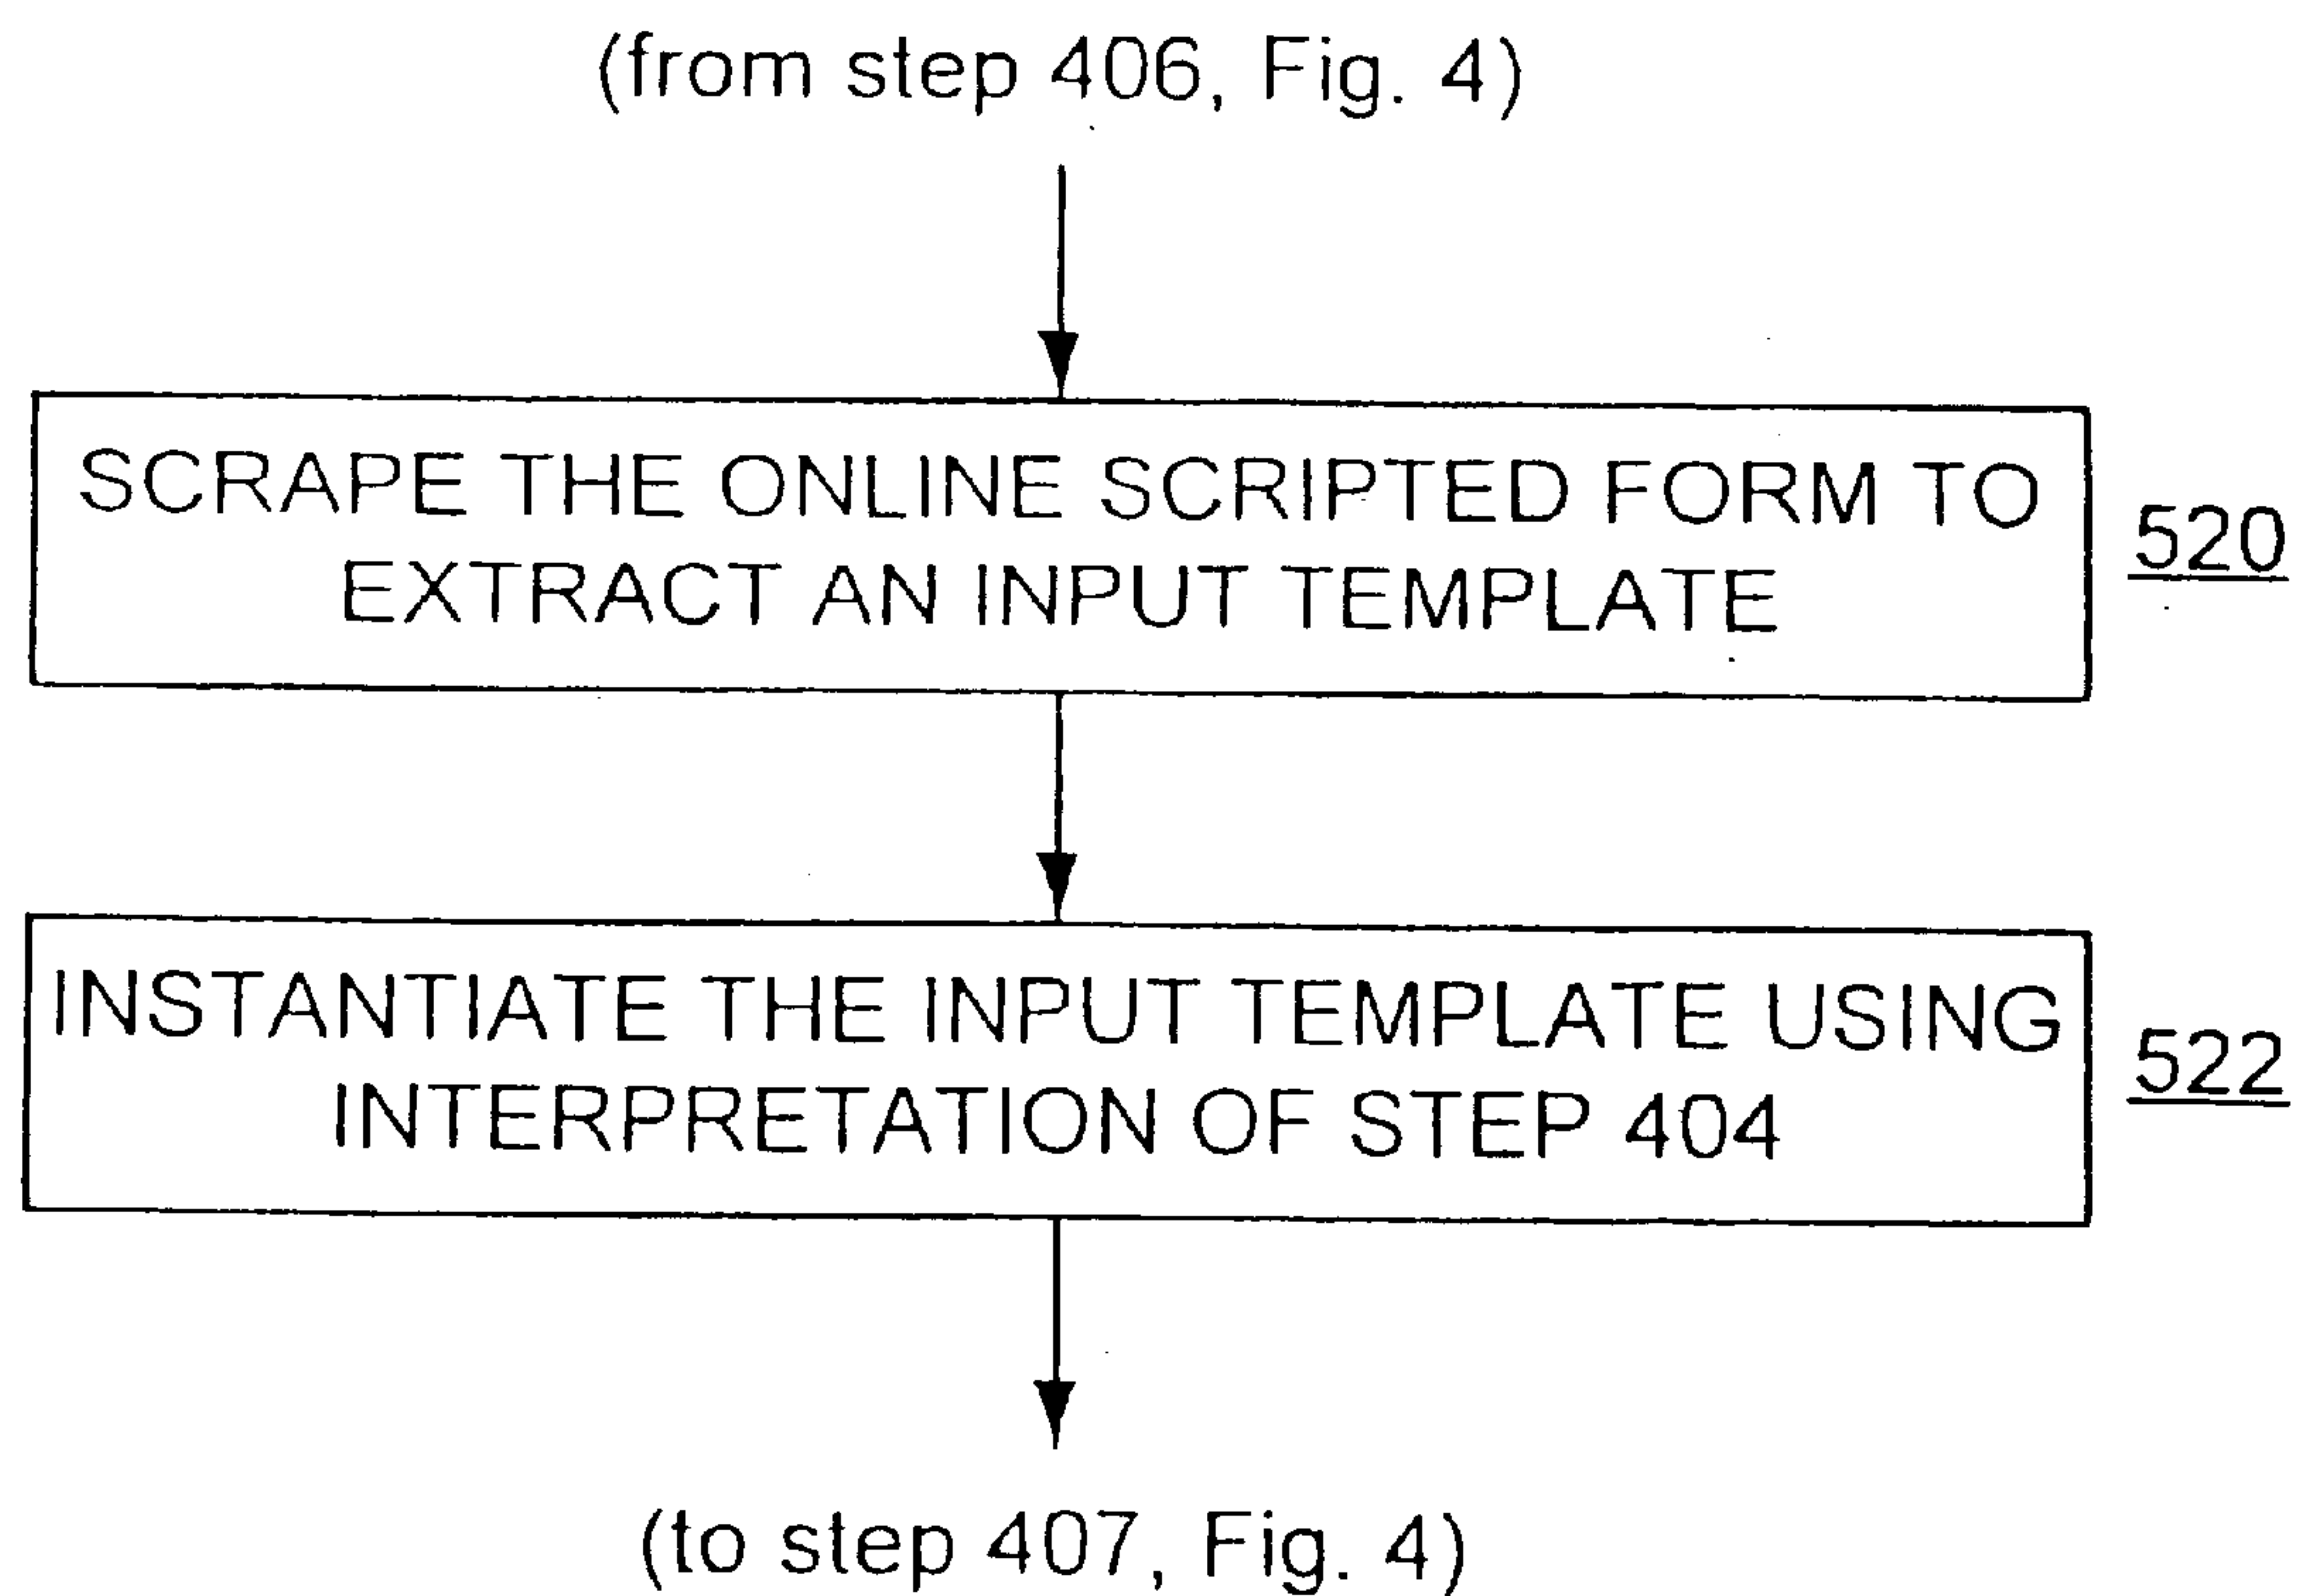 (from step 406, Fig. 4)
SCRAPE THE ONLINE SCRIPTED FORM TO
EXTRACT AN INPUT TEMPLATE
520
INSTANTIATE THE INPUT TEMPLATE USING
INTERPRETATION OF STEP 404
522
(to step 407, Fig. 4)